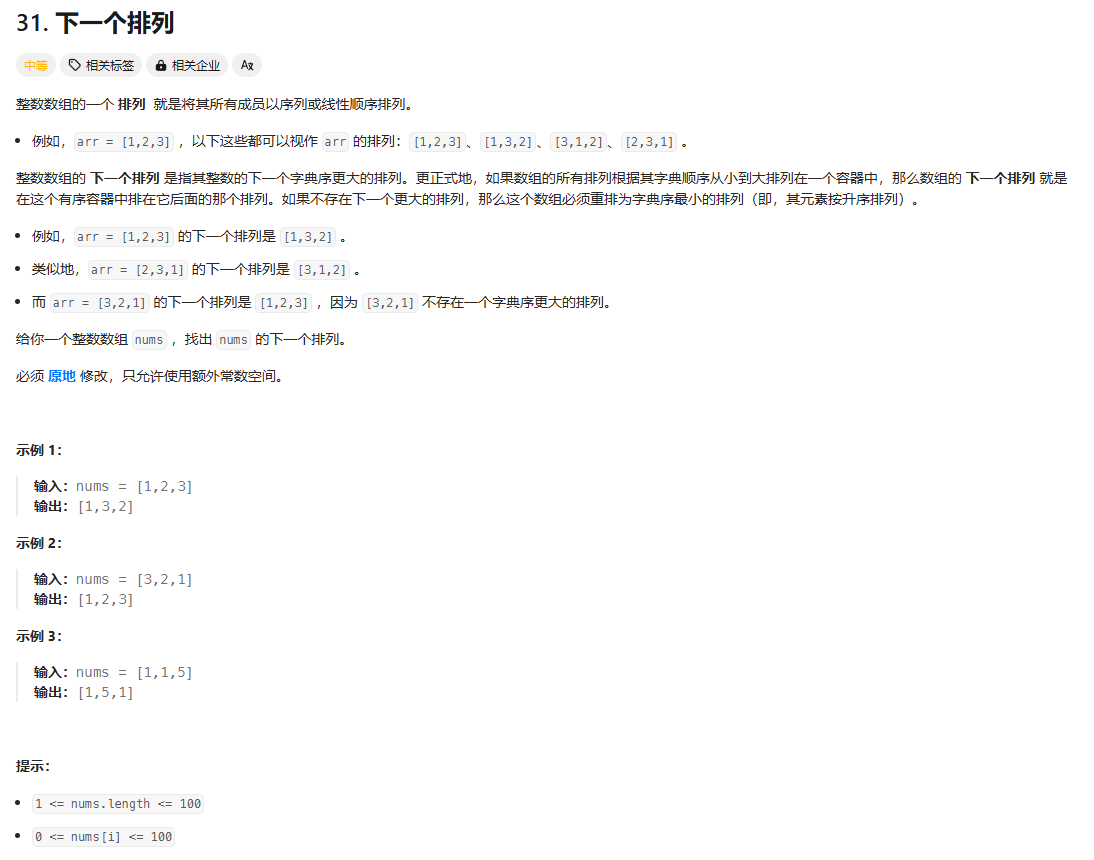 31. 下一个排列
中等 相关标签 相关企业 Ax
整数数组的一个 排列 就是将其所有成员以序列或线性顺序排列。
• 例如，arr = [1,2,3] ，以下这些都可以视作 arr 的排列：[1,2,3]、[1,3,2]、[3,1,2]、[2,3,1] 。
整数数组的 下一个排列 是指其整数的下一个字典序更大的排列。更正式地，如果数组的所有排列根据其字典顺序从小到大排列在一个容器中，那么数组的 下一个排列 就是
在这个有序容器中排在它后面的那个排列。如果不存在下一个更大的排列，那么这个数组必须重排为字典序最小的排列（即，其元素按升序排列）。
• 例如，arr = [1,2,3] 的下一个排列是 [1,3,2] 。
• 类似地，arr = [2,3,1] 的下一个排列是 [3,1,2] 。
• 而 arr = [3,2,1] 的下一个排列是 [1,2,3] ，因为 [3,2,1] 不存在一个字典序更大的排列。
给你一个整数数组 nums ，找出 nums 的下一个排列。
必须 原地 修改，只允许使用额外常数空间。
示例 1：
输入：nums = [1,2,3]
输出：[1,3,2]
示例 2：
输入：nums = [3,2,1]
输出：[1,2,3]
示例 3：
输入：nums = [1,1,5]
输出：[1,5,1]
提示：
• 1 <= nums.length <= 100
• 0 <= nums[i] <= 100